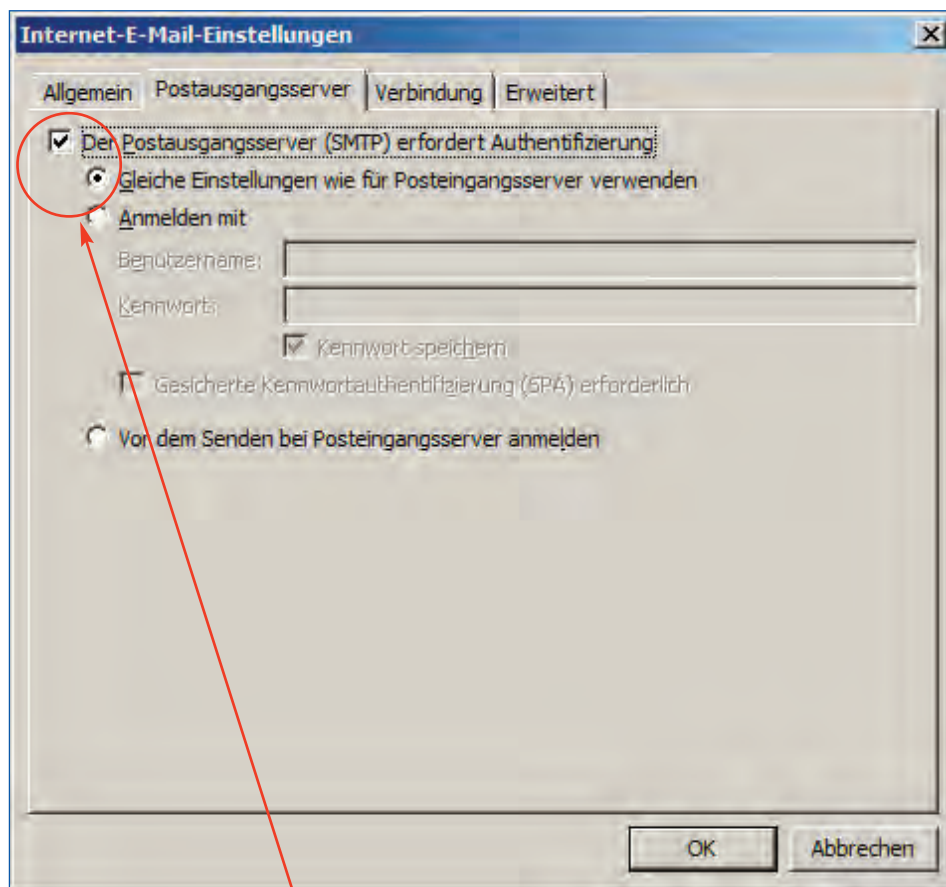 Internet-E-Mail-Einstellungen
Allgemein Postausgangsserver Verbindung Erweitert
Der Postausgangsserver (SMTP) erfordert Authentifizierung
Gleiche Einstellungen wie für Posteingangsserver verwenden
Anmelden mit
Benutzername:
Kennwort:
Kennwort speichern
Gesicherte Kennwortauthentifizierung (SPA) erforderlich
Vor dem Senden bei Posteingangsserver anmelden
OK Abbrechen